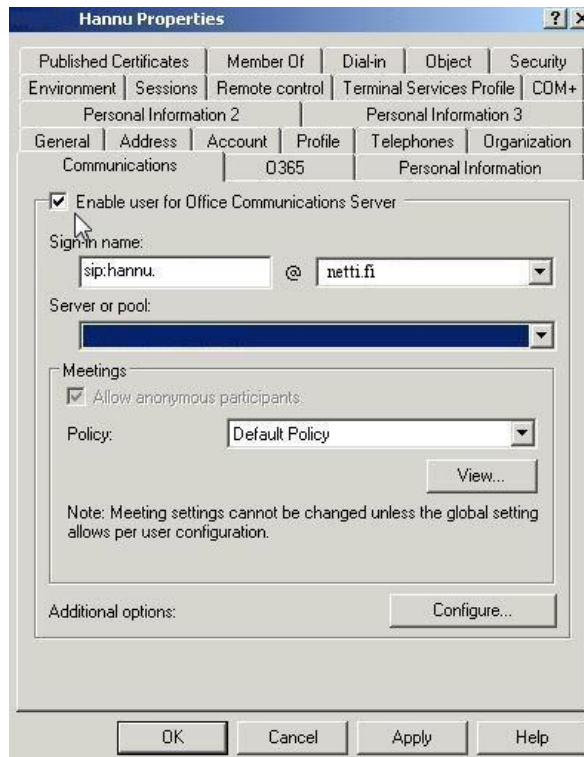 Hannu Properties
Published Certificates Member Of Dial-in Object Security
Environment Sessions Remote control Terminal Services Profile COM+
Personal Information 2 Personal Information 3
General Address Account Profile Telephones Organization
Communications O365 Personal Information
Enable user for Office Communications Server
Sign-in name:
sip:hannu. @ netti.fi
Server or pool:
Meetings
Allow anonymous participants
Policy: Default Policy
View...
Note: Meeting settings cannot be changed unless the global setting
allows per user configuration.
Additional options: Configure...
OK Cancel Apply Help